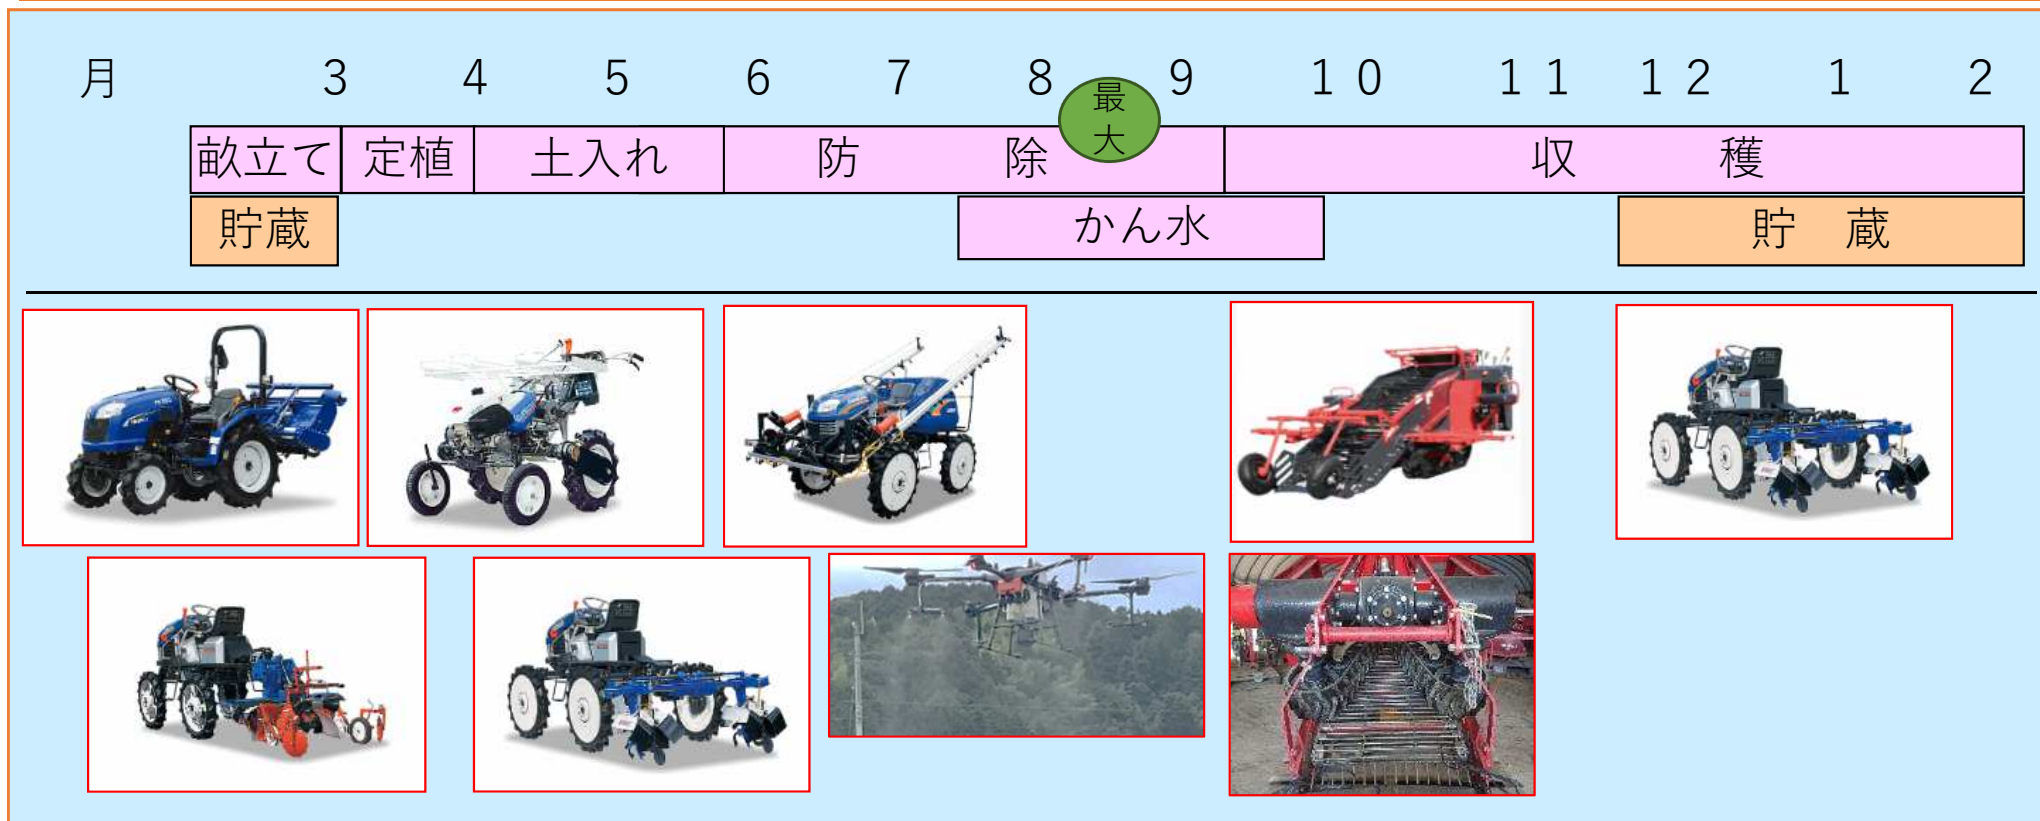 月 3 4 5 6 7 8 9 10 11 12 1 2
最
大
畝立て 定植 土入れ 防 除 収 穫
貯蔵 かん水 貯 蔵